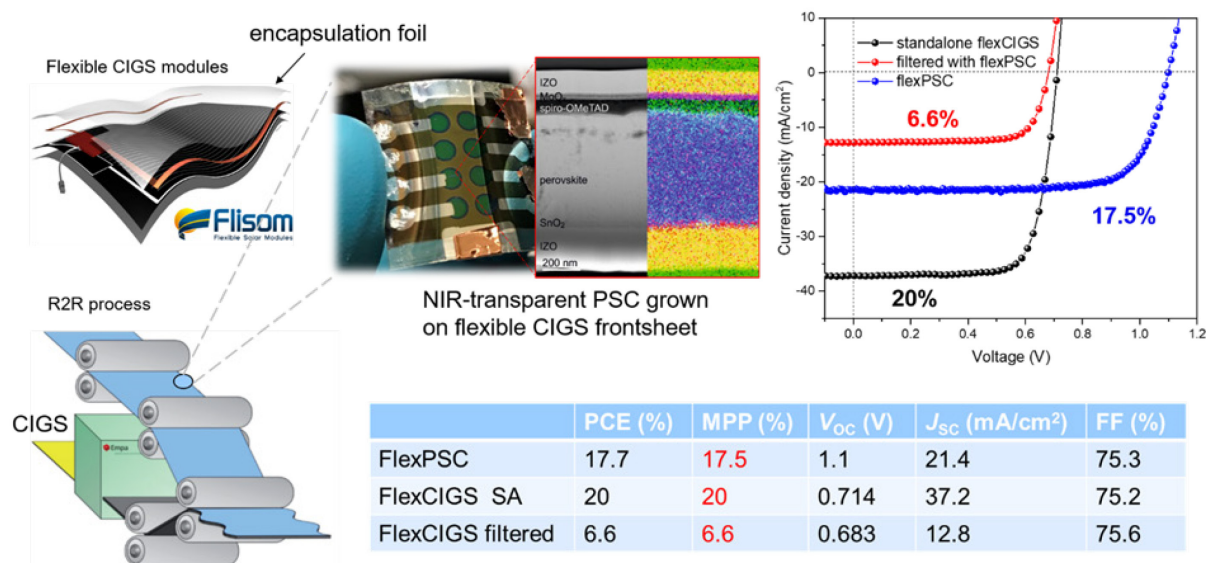 encapsulation foil
Flexible CIGS modules
Flisom
Flexible Solar Modules
R2R process
CIGS
Empa
IZO
MoOₓ
spiro-OMeTAD
perovskite
SnO₂
IZO
200 nm
NIR-transparent PSC grown
on flexible CIGS frontsheet
standalone flexCIGS
filtered with flexPSC
flexPSC
6.6%
17.5%
20%
Current density (mA/cm²)
10
0
-10
-20
-30
-40
0.0 0.2 0.4 0.6 0.8 1.0 1.2
Voltage (V)
PCE (%) MPP (%) VOC (V) JSC (mA/cm²) FF (%)
FlexPSC 17.7 17.5 1.1 21.4 75.3
FlexCIGS SA 20 20 0.714 37.2 75.2
FlexCIGS filtered 6.6 6.6 0.683 12.8 75.6